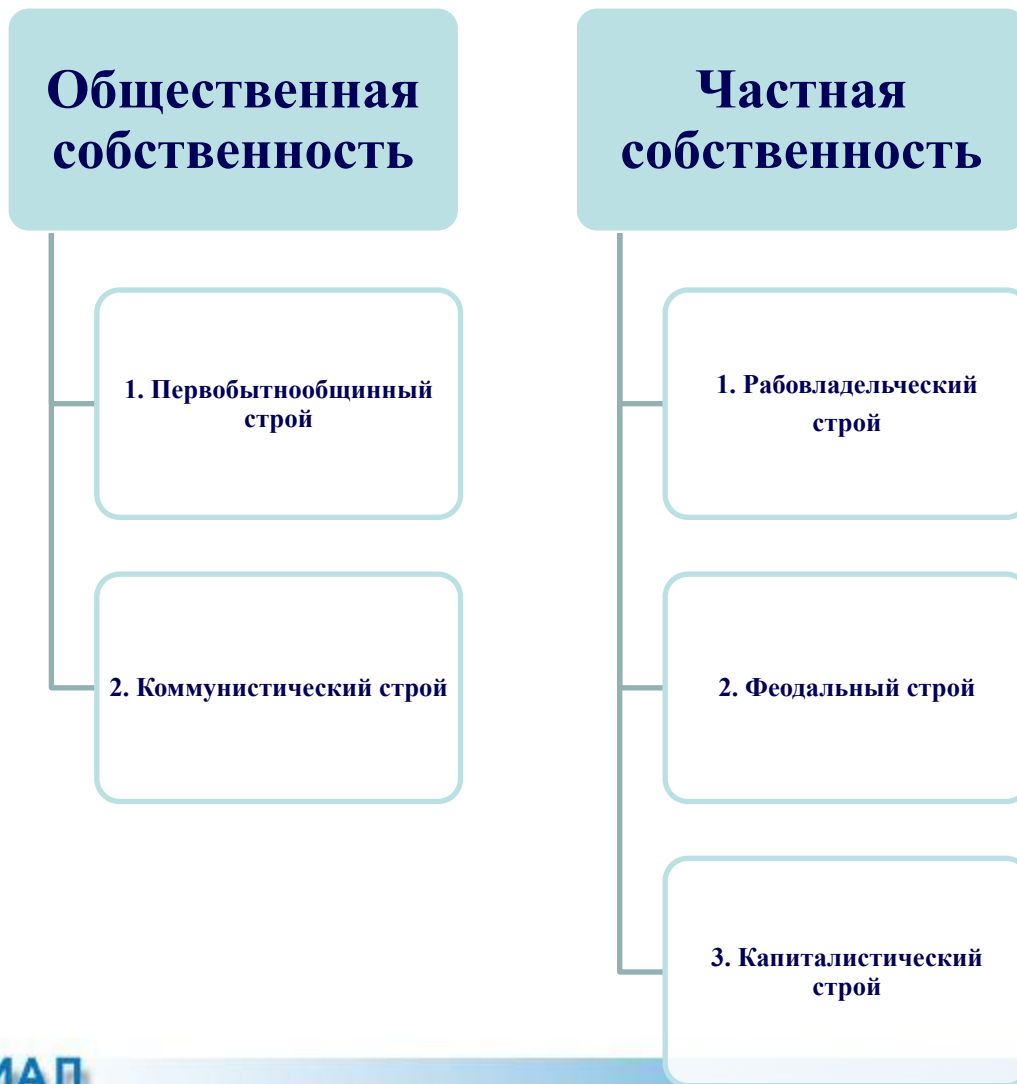 Общественная
собственность
1. Первобытнообщинный
строй
2. Коммунистический строй
Частная
собственность
1. Рабовладельческий
строй
2. Феодальный строй
3. Капиталистический
строй